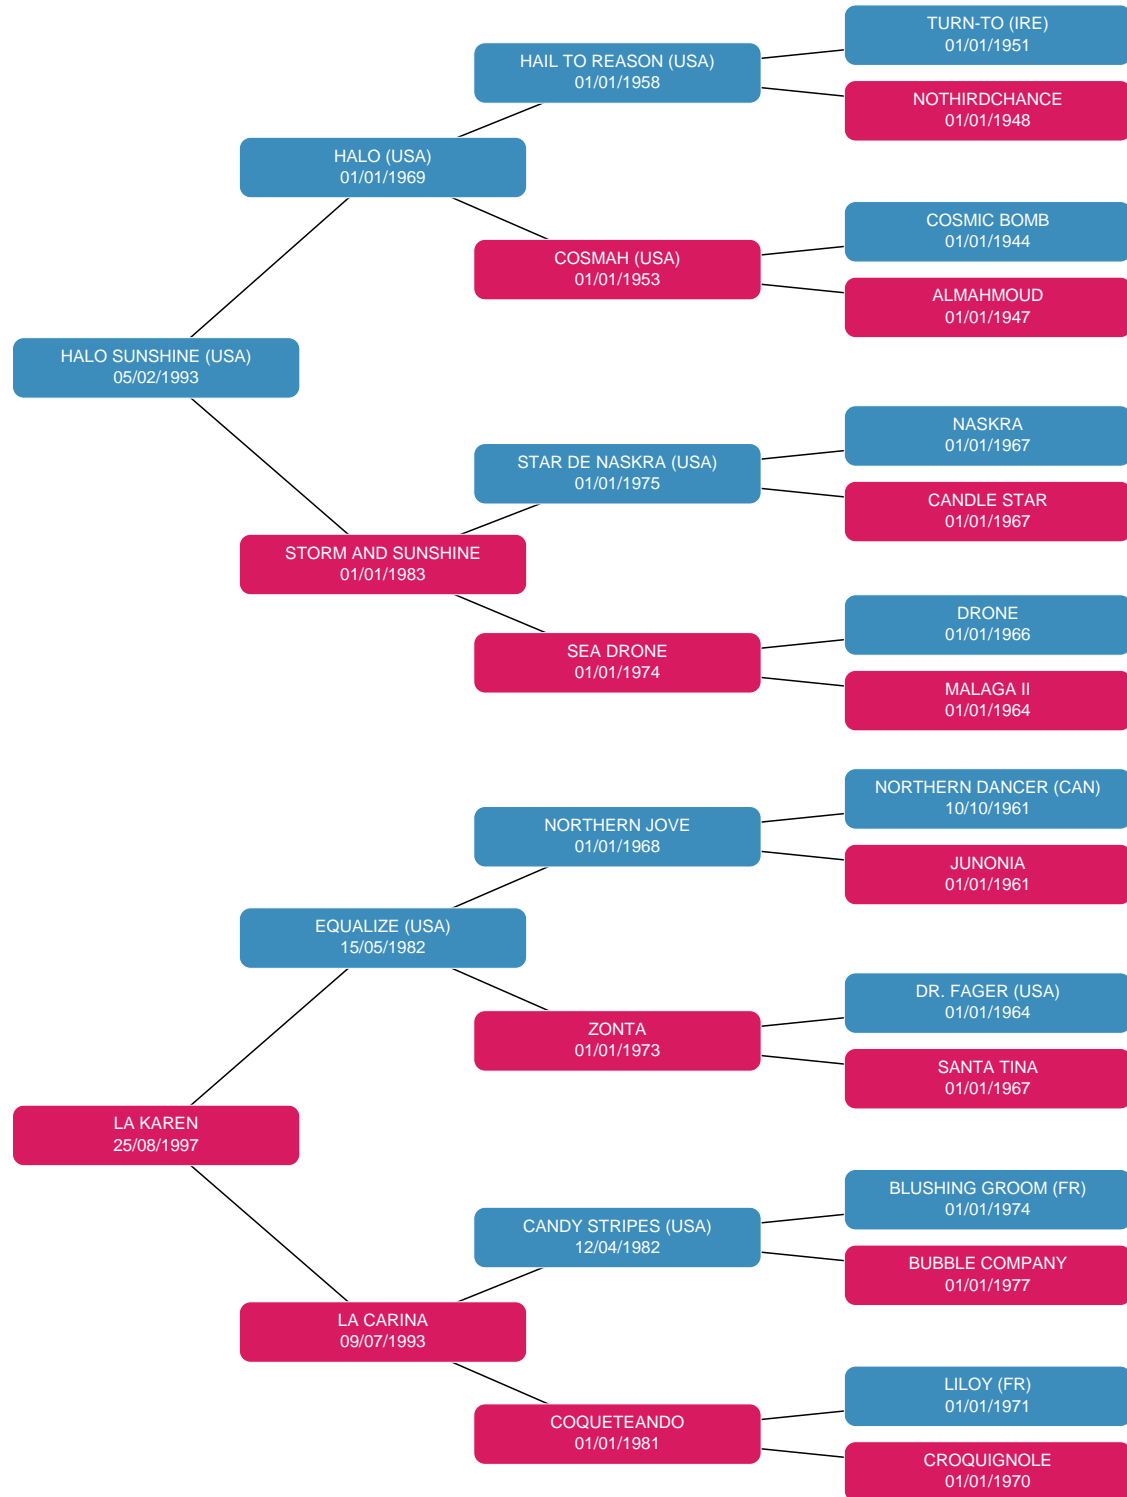 TURN-TO (IRE)
01/01/1951
HAIL TO REASON (USA)
01/01/1958
NOTHIRDCHANCE
01/01/1948
HALO (USA)
01/01/1969
COSMIC BOMB
01/01/1944
COSMAH (USA)
01/01/1953
ALMAHMOUD
01/01/1947
HALO SUNSHINE (USA)
05/02/1993
NASKRA
01/01/1967
STAR DE NASKRA (USA)
01/01/1975
CANDLE STAR
01/01/1967
STORM AND SUNSHINE
01/01/1983
DRONE
01/01/1966
SEA DRONE
01/01/1974
MALAGA II
01/01/1964
NORTHERN DANCER (CAN)
10/10/1961
NORTHERN JOVE
01/01/1968
JUNONIA
01/01/1961
EQUALIZE (USA)
15/05/1982
DR. FAGER (USA)
01/01/1964
ZONTA
01/01/1973
SANTA TINA
01/01/1967
LA KAREN
25/08/1997
BLUSHING GROOM (FR)
01/01/1974
CANDY STRIPES (USA)
12/04/1982
BUBBLE COMPANY
01/01/1977
LA CARINA
09/07/1993
LILOY (FR)
01/01/1971
COQUETEANDO
01/01/1981
CROQUIGNOLE
01/01/1970